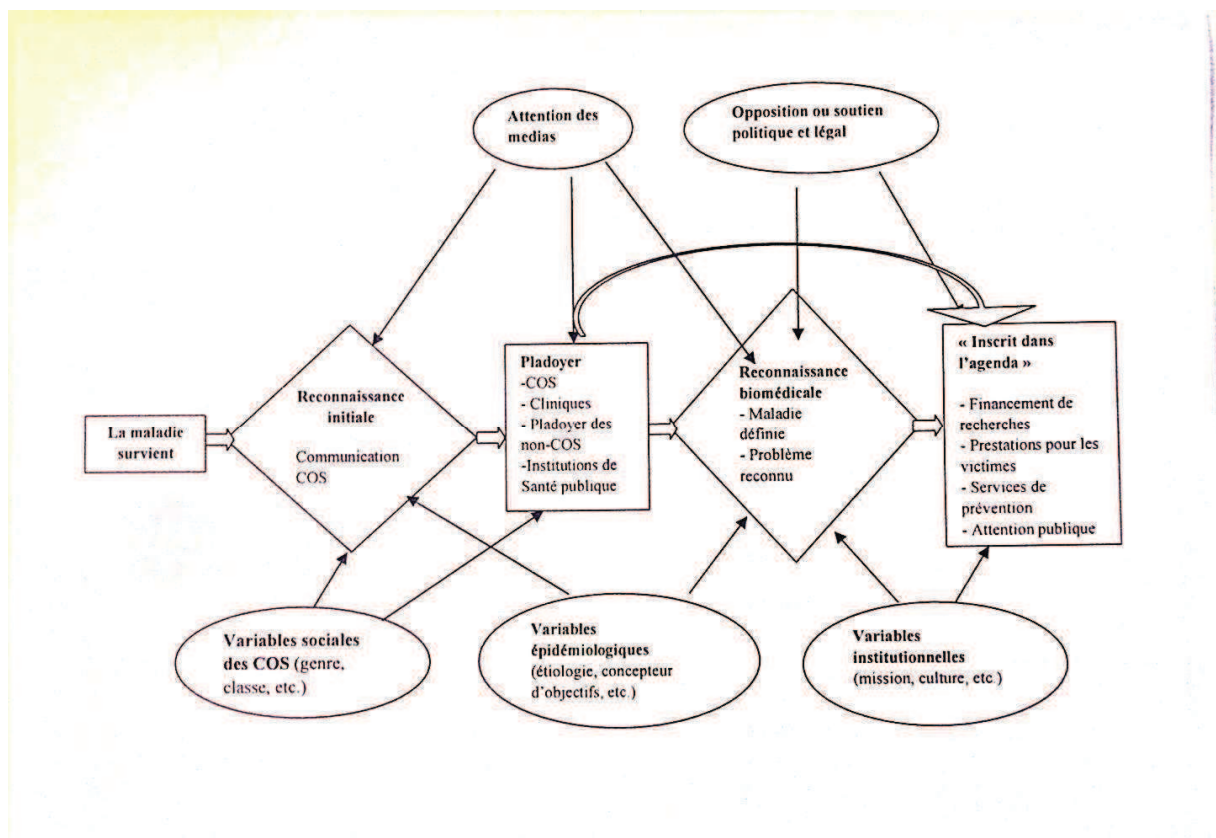 Attention des
medias
Opposition ou soutien
politique et légal
La maladie
survient
Reconnaissance
initiale
Communication
COS
Pladoyer
-COS
- Cliniques
- Pladoyer des
non-COS
-Institutions de
Santé publique
Reconnaissance
biomédicale
- Maladie
définie
- Problème
reconnu
« Inscrit dans
l'agenda »
- Financement de
recherches
- Prestations pour les
victimes
- Services de
prévention
- Attention publique
Variables sociales
des COS (genre,
classe, etc.)
Variables
épidémiologiques
(étiologie, concepteur
d'objectifs, etc.)
Variables
institutionnelles
(mission, culture, etc.)